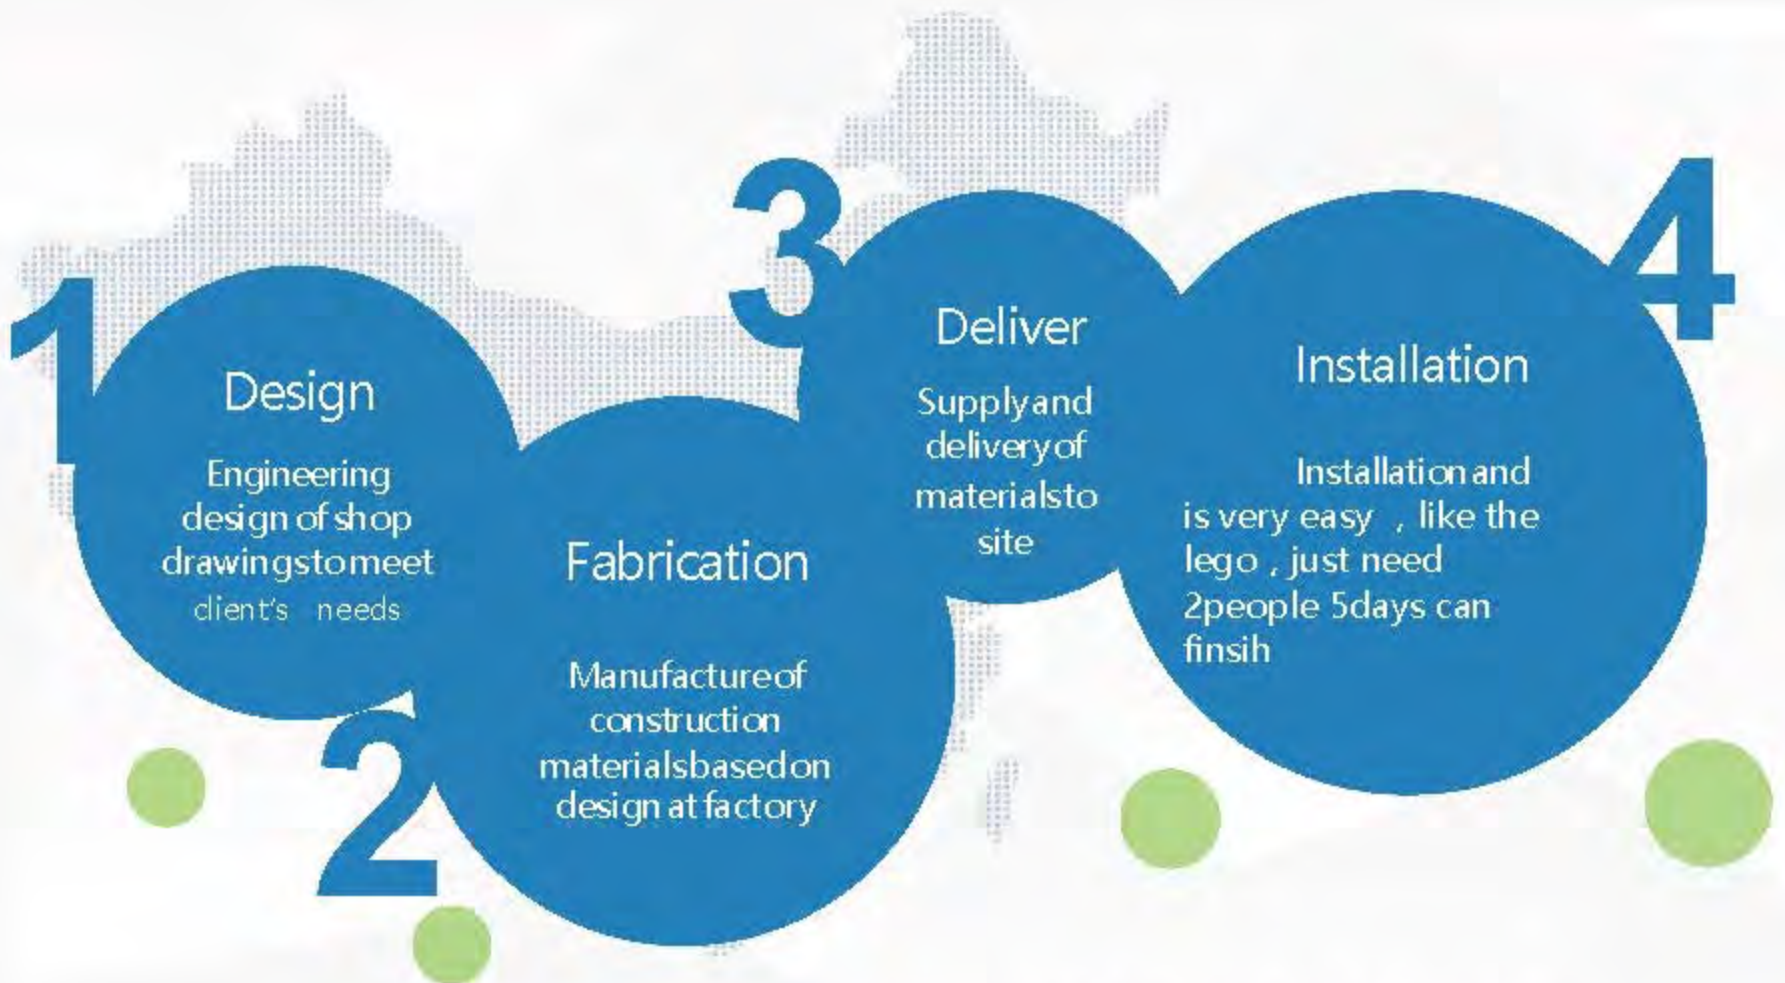 1
Design
Engineering
design of shop
drawingstomeet
client's needs
2
Fabrication
Manufactureof
construction
materialsbasedon
design at factory
3
Deliver
Supplyand
deliveryof
materialsto
site
4
Installation
Installation and
is very easy , like the
lego , just need
2people 5days can
finsih